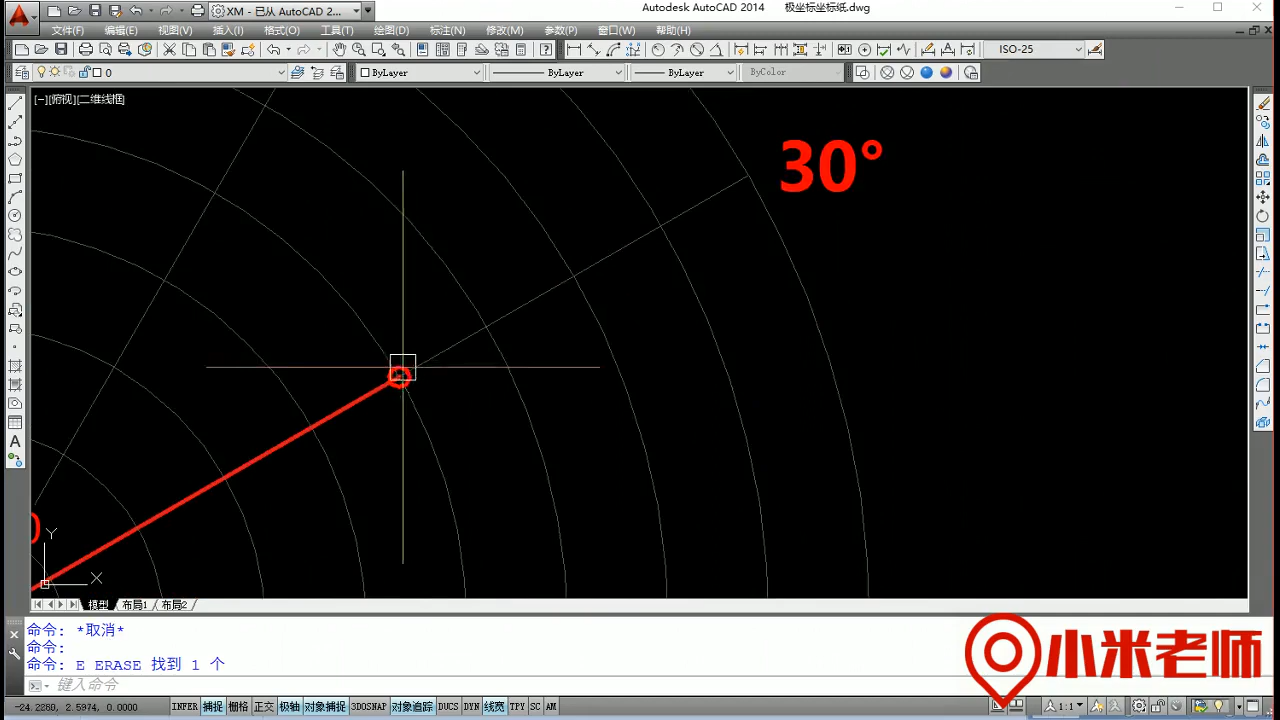 Autodesk AutoCAD 2014 极坐标坐标纸.dwg
XM - 已从 AutoCAD 2...
文件(F) 编辑(E) 视图(V) 插入(I) 格式(O) 工具(T) 绘图(D) 标注(N) 修改(M) 参数(P) 窗口(W) 帮助(H)
ISO-25
0 ByLayer ByLayer ByLayer ByColor
[-][俯视][二维线框]
30°
Y
X
模型 布局1 布局2
命令: *取消*
命令:
命令: E ERASE 找到 1 个
键入命令
小米老师
-24.2280, 2.5974, 0.0000 INFER 捕捉 栅格 正交 极轴 对象捕捉 3DOSNAP 对象追踪 DUCS DYN 线宽 TPY SC AM 1:1